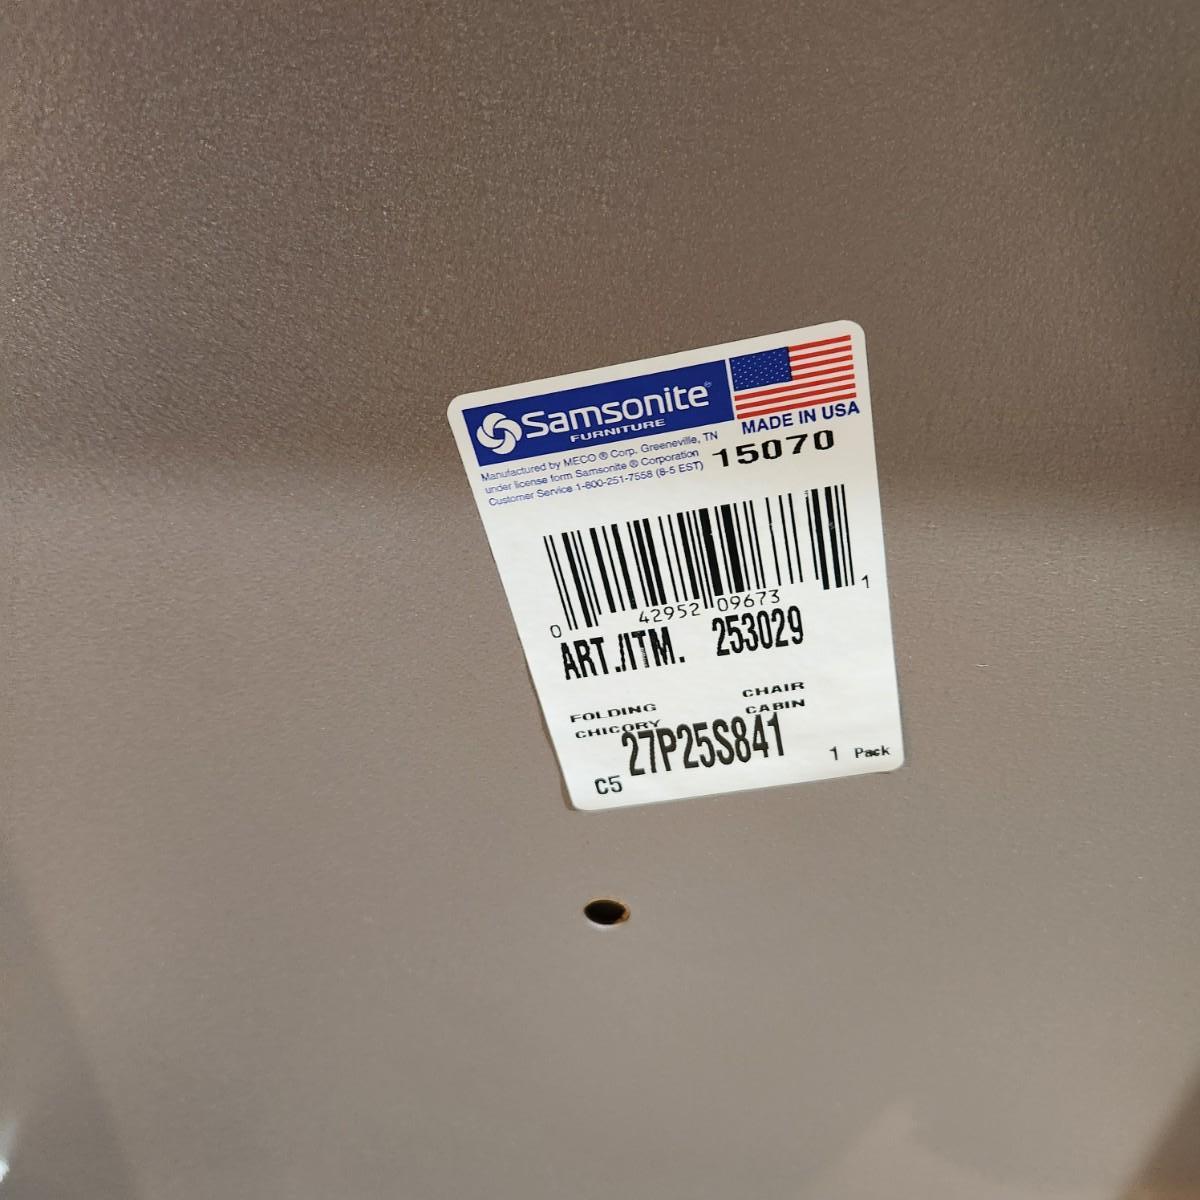 Samsonite®
FURNITURE
MADE IN USA
Manufactured by MECO ® Corp. Greeneville, TN
under license form Samsonite ® Corporation
Customer Service 1-800-251-7558 (8-5 EST)
15070
0 42952 09673 1
ART./ITM. 253029
FOLDING CHAIR
CHICORY CABIN
27P25S841
C5 1 Pack